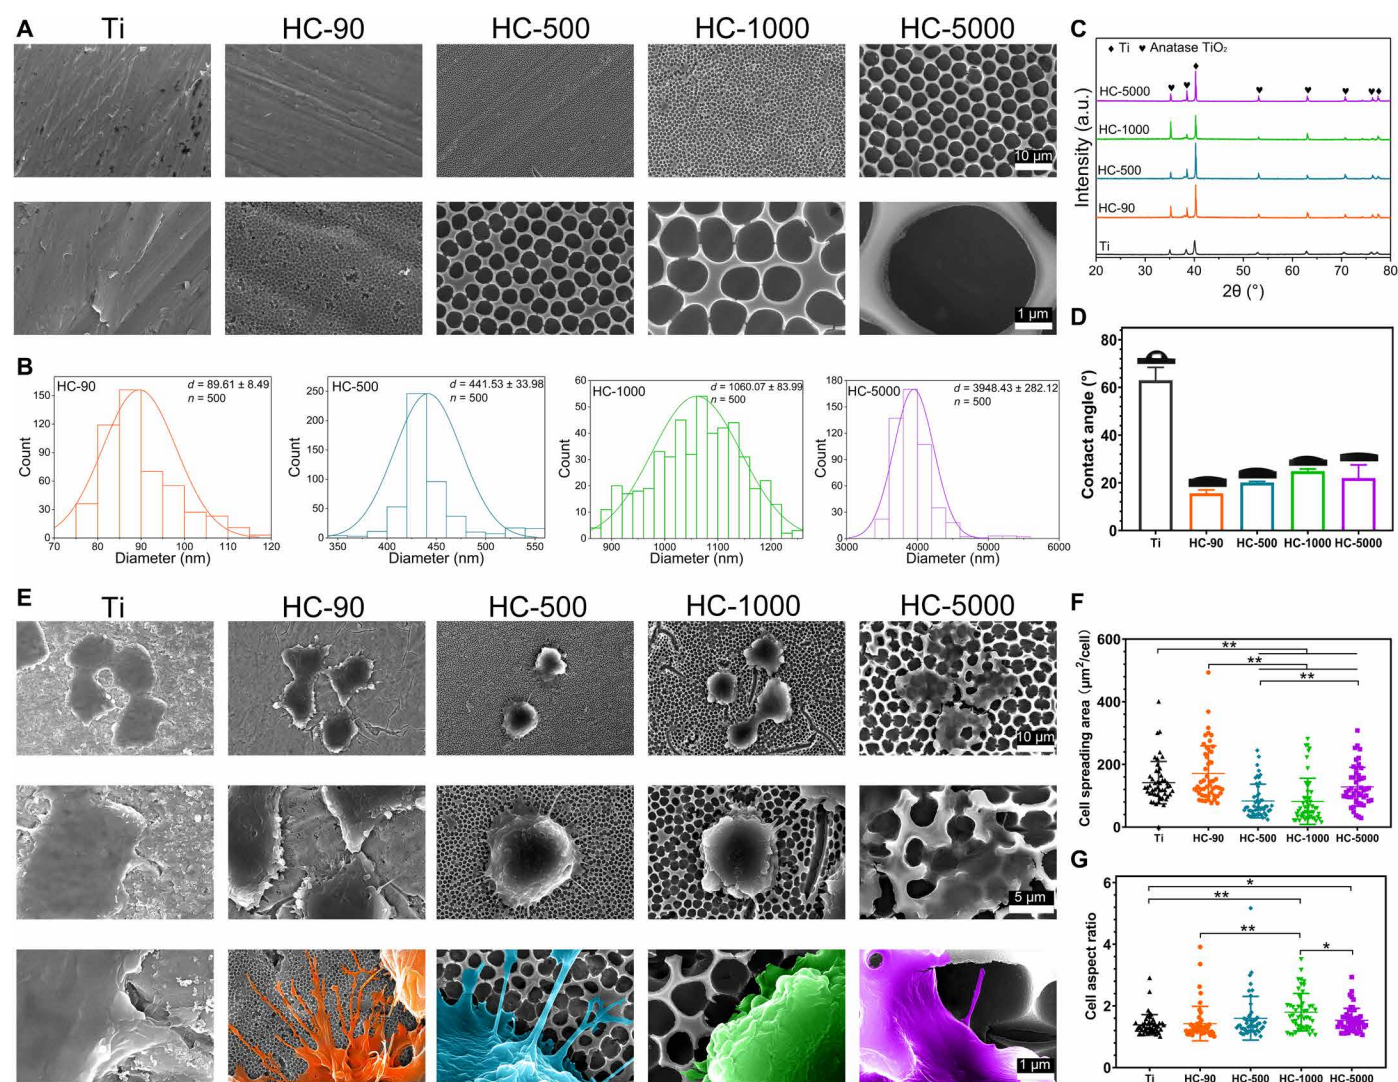 A
Ti HC-90 HC-500 HC-1000 HC-5000
10 μm
1 μm
B
HC-90
d = 89.61 ± 8.49
n = 500
Count
150
120
90
60
30
0
70 80 90 100 110 120
Diameter (nm)
HC-500
d = 441.53 ± 33.98
n = 500
Count
250
200
150
100
50
0
350 400 450 500 550
Diameter (nm)
HC-1000
d = 1060.07 ± 83.99
n = 500
Count
60
40
20
0
900 1000 1100 1200
Diameter (nm)
HC-5000
d = 3948.43 ± 282.12
n = 500
Count
180
150
120
90
60
30
0
3000 4000 5000 6000
Diameter (nm)
C
♦ Ti ♥ Anatase TiO₂
HC-5000
HC-1000
HC-500
HC-90
Ti
Intensity (a.u.)
20 30 40 50 60 70 80
2θ (°)
D
Contact angle (°)
80
60
40
20
0
Ti HC-90 HC-500 HC-1000 HC-5000
E
Ti HC-90 HC-500 HC-1000 HC-5000
10 μm
5 μm
1 μm
F
Cell spreading area (μm²/cell)
600
400
200
0
**
**
**
Ti HC-90 HC-500 HC-1000 HC-5000
G
Cell aspect ratio
6
4
2
0
*
**
**
*
Ti HC-90 HC-500 HC-1000 HC-5000